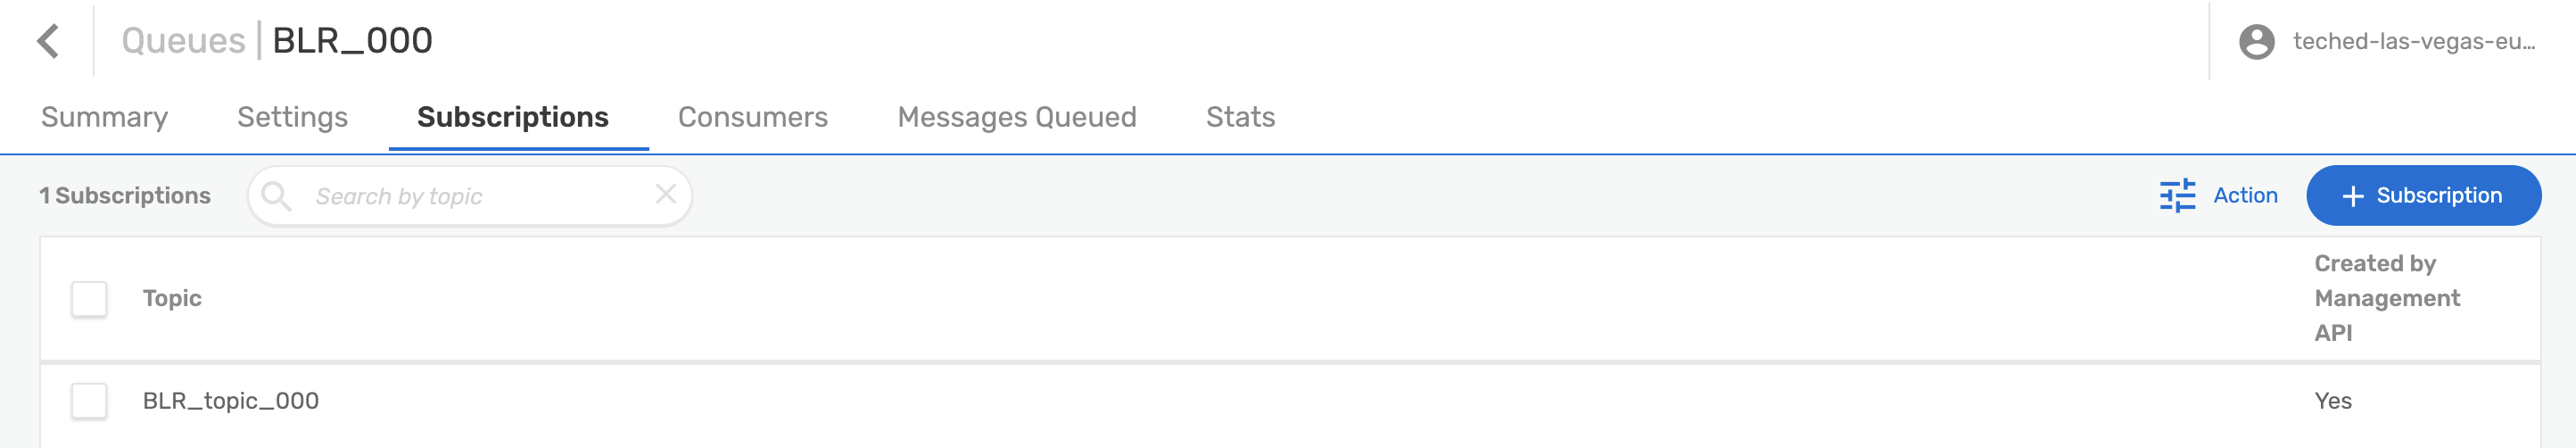 Queues | BLR_000
teched-las-vegas-eu...
Summary Settings Subscriptions Consumers Messages Queued Stats
1 Subscriptions
Search by topic
Action
+ Subscription
Topic
Created by
Management
API
BLR_topic_000
Yes